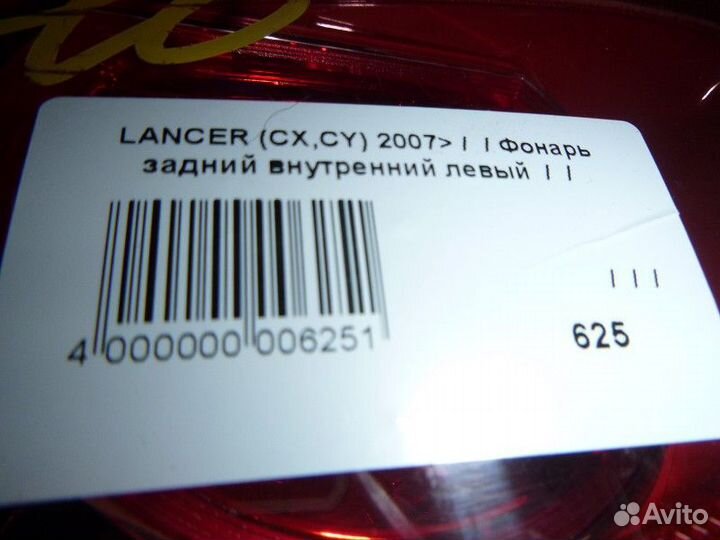 LANCER (CX,CY) 2007> / / Фонарь
задний внутренний левый / /
/ / /
625
4 000000 006251
Avito